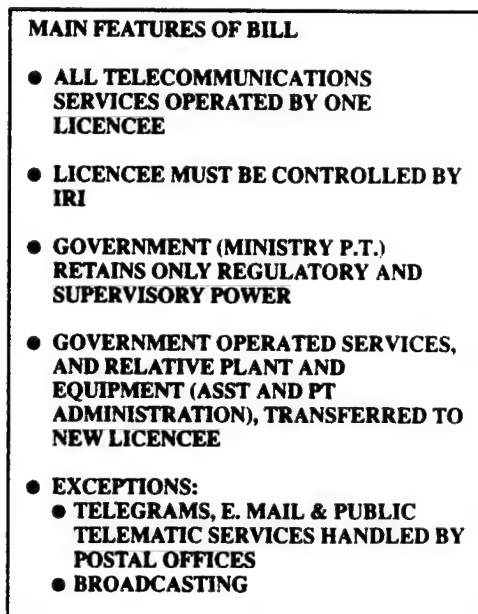 MAIN FEATURES OF BILL
● ALL TELECOMMUNICATIONS
SERVICES OPERATED BY ONE
LICENCEE
● LICENCEE MUST BE CONTROLLED BY
IRI
● GOVERNMENT (MINISTRY P.T.)
RETAINS ONLY REGULATORY AND
SUPERVISORY POWER
● GOVERNMENT OPERATED SERVICES,
AND RELATIVE PLANT AND
EQUIPMENT (ASST AND PT
ADMINISTRATION), TRANSFERRED TO
NEW LICENCEE
● EXCEPTIONS:
● TELEGRAMS, E. MAIL & PUBLIC
TELEMATIC SERVICES HANDLED BY
POSTAL OFFICES
● BROADCASTING